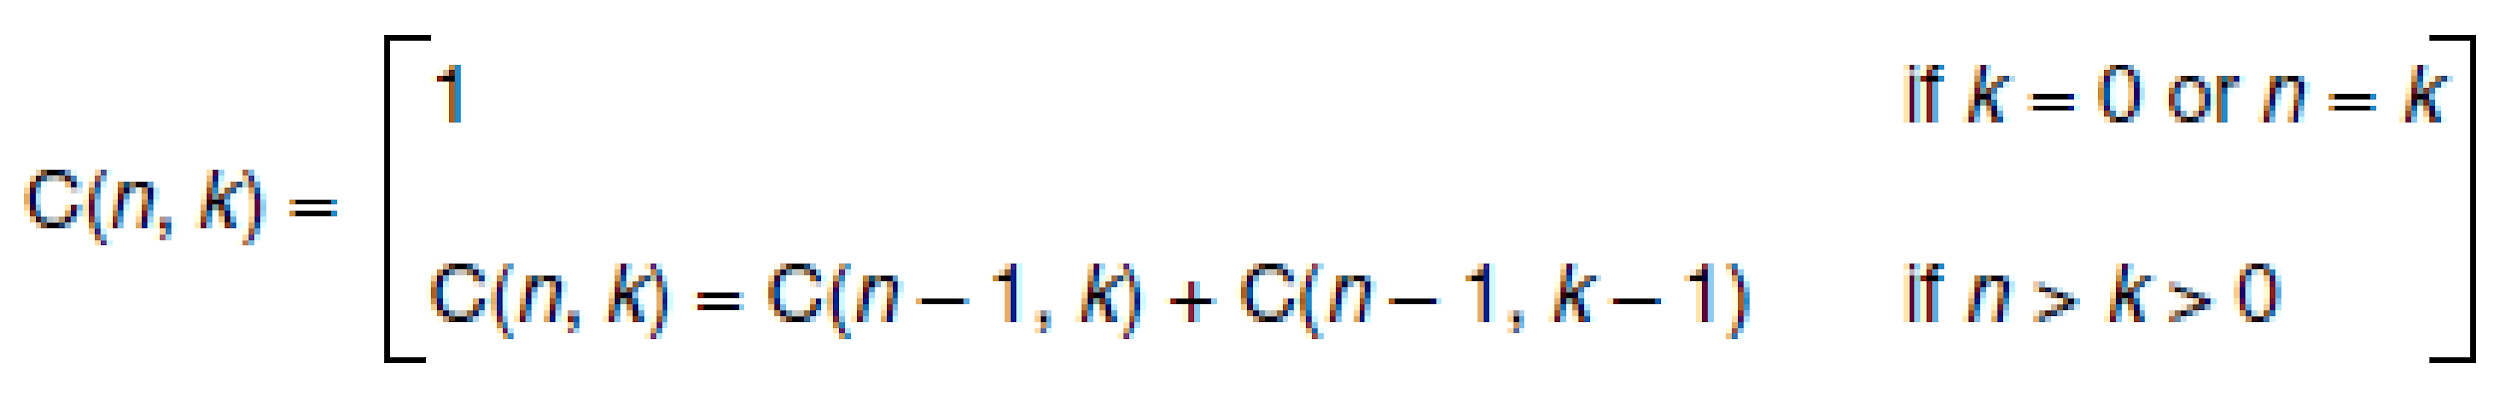 1 if k = 0 or n = k
C(n, k) =
C(n, k) = C(n – 1, k) + C(n – 1, k – 1) if n > k > 0